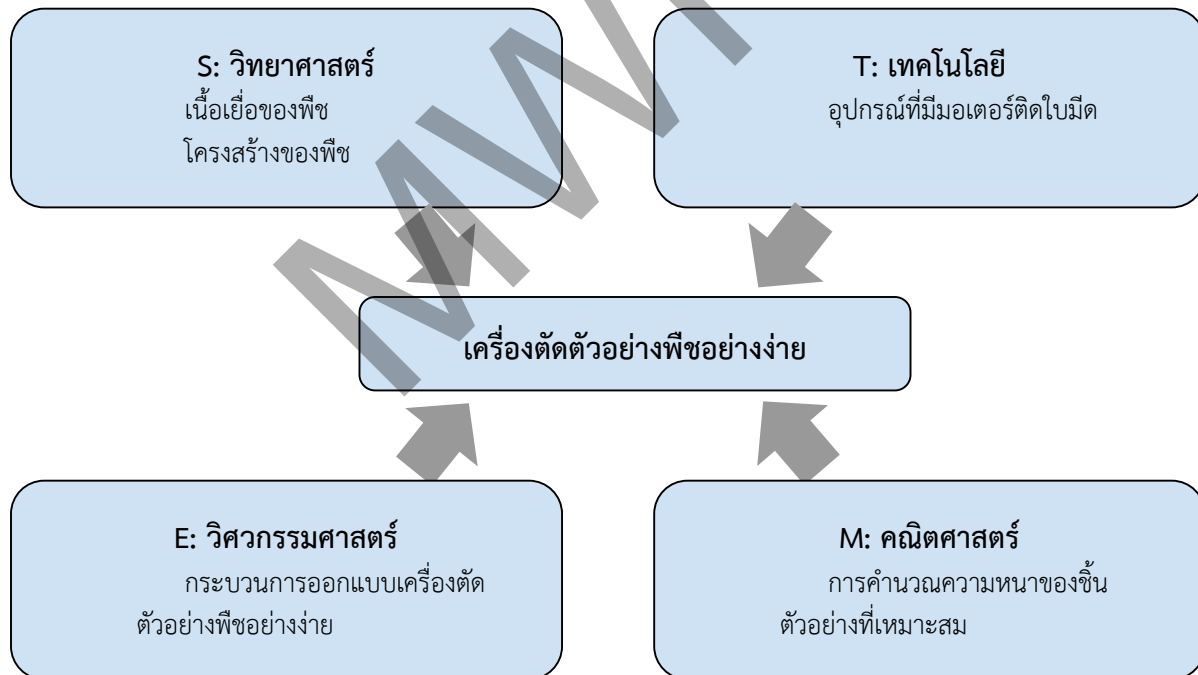 S: วิทยาศาสตร์
เนื้อเยื่อของพืช
โครงสร้างของพืช
T: เทคโนโลยี
อุปกรณ์ที่มีมอเตอร์ติดใบมีด
เครื่องตัดตัวอย่างพืชอย่างง่าย
E: วิศวกรรมศาสตร์
กระบวนการออกแบบเครื่องตัด
ตัวอย่างพืชอย่างง่าย
M: คณิตศาสตร์
การคำนวณความหนาของชิ้น
ตัวอย่างที่เหมาะสม